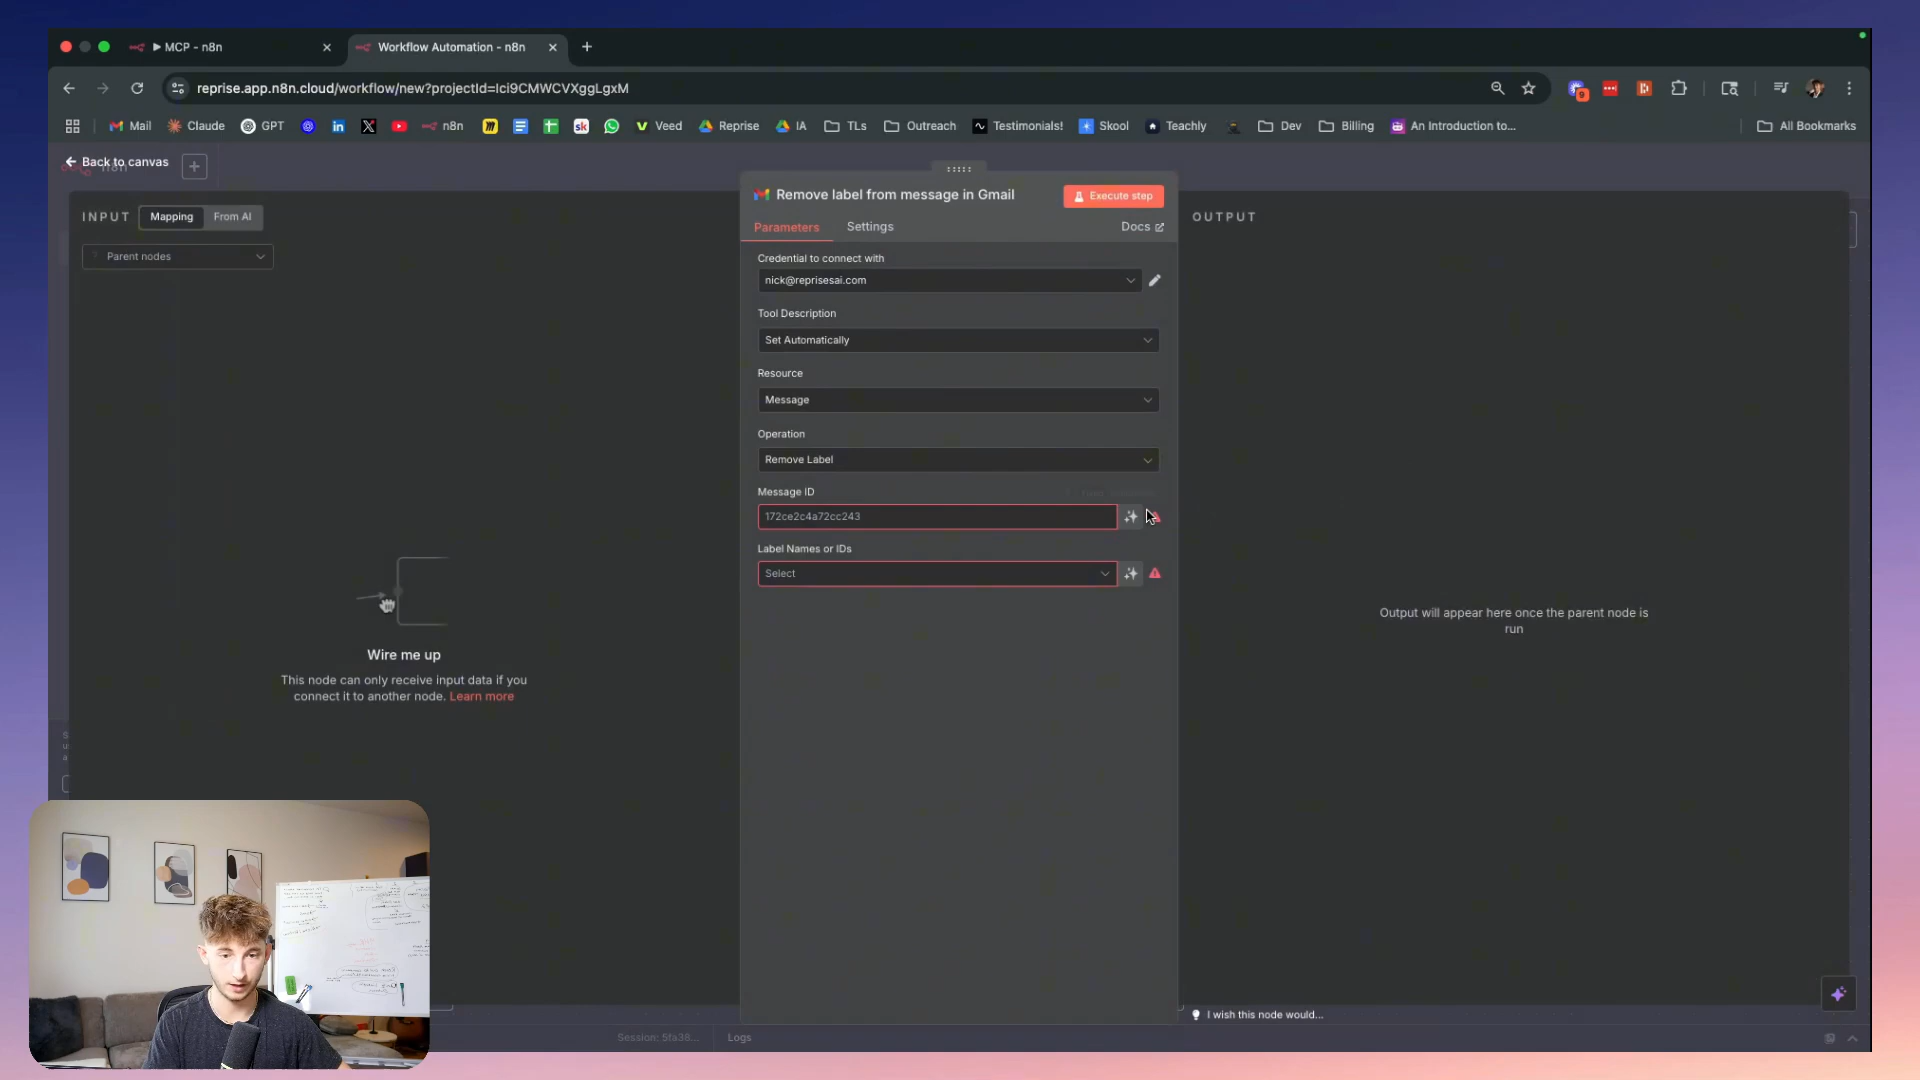 MCP - n8n
Workflow Automation - n8n
reprise.app.n8n.cloud/workflow/new?projectId=Ici9CMWCVXggLgxM
9
Mail
Claude
GPT
n8n
Veed
Reprise
IA
TLs
Outreach
Testimonials!
Skool
Teachly
Dev
Billing
An Introduction to...
All Bookmarks
Back to canvas
n8n
Remove label from message in Gmail
Execute step
INPUT
Mapping
From AI
OUTPUT
Parameters
Settings
Docs
Parent nodes
Credential to connect with
nick@reprisesai.com
Tool Description
Set Automatically
Resource
Message
Operation
Remove Label
Message ID
172ce2c4a72cc243
Label Names or IDs
Select
Wire me up
This node can only receive input data if you
connect it to another node. Learn more
Output will appear here once the parent node is
run
I wish this node would...
Session: 5fa38...
Logs